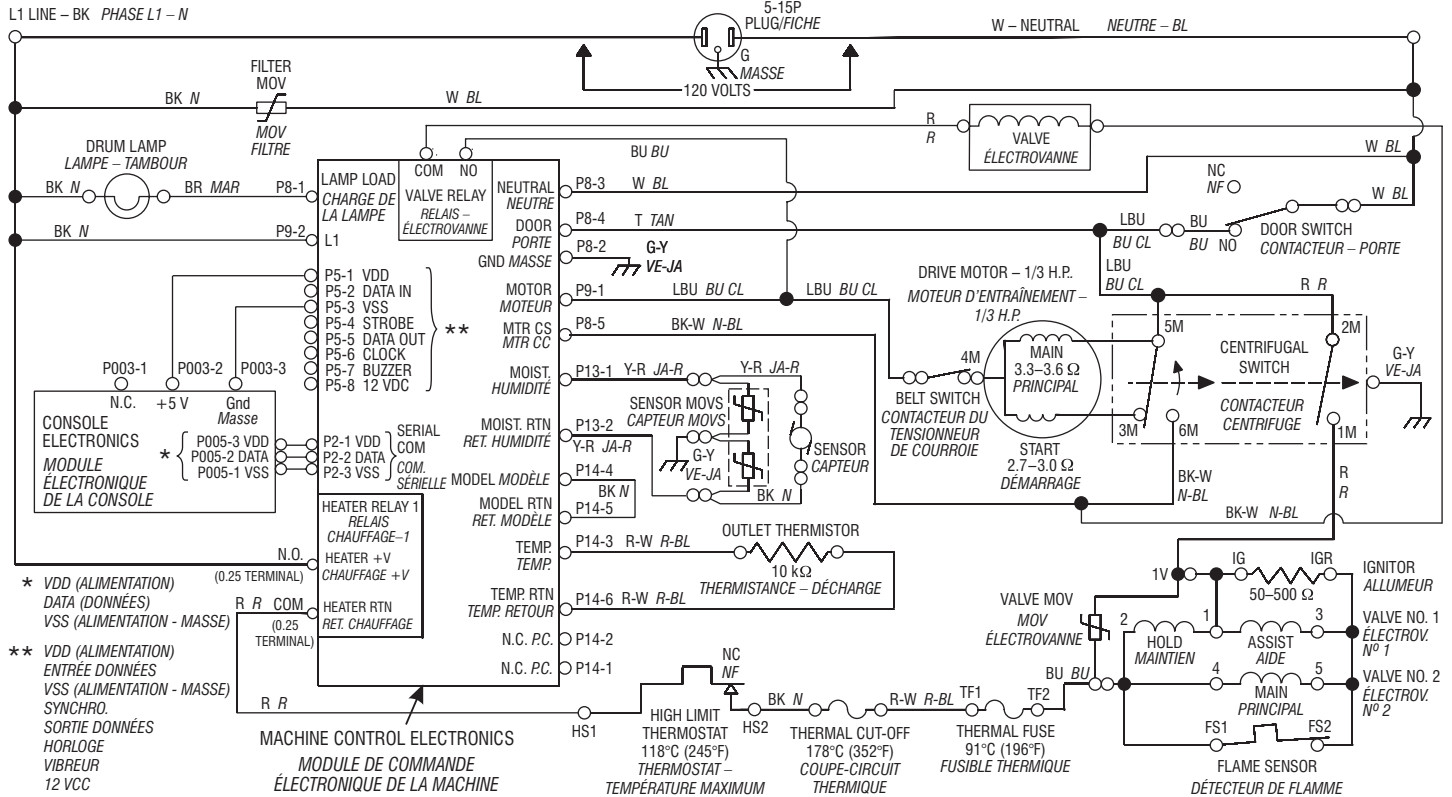 L1 LINE – BK PHASE L1 – N
5-15P
PLUG/FICHE
W – NEUTRAL NEUTRE – BL
G
MASSE
120 VOLTS
FILTER
MOV
BK N
W BL
MOV
FILTRE
R
R
VALVE
ÉLECTROVANNE
DRUM LAMP
LAMPE – TAMBOUR
BK N
BR MAR
P8-1
LAMP LOAD
CHARGE DE
LA LAMPE
COM NO
VALVE RELAY
RELAIS –
ÉLECTROVANNE
BU BU
NEUTRAL
NEUTRE
P8-3
W BL
W BL
NC
NF
W BL
BK N
P9-2
L1
DOOR
PORTE
P8-4
T TAN
LBU
BU CL
BU
BU
NO
DOOR SWITCH
CONTACTEUR – PORTE
GND MASSE
P8-2
G-Y
VE-JA
P5-1 VDD
P5-2 DATA IN
P5-3 VSS
P5-4 STROBE
P5-5 DATA OUT
P5-6 CLOCK
P5-7 BUZZER
P5-8 12 VDC
**
MOTOR
MOTEUR
P9-1
LBU BU CL
LBU BU CL
DRIVE MOTOR – 1/3 H.P.
MOTEUR D'ENTRAÎNEMENT –
1/3 H.P.
LBU
BU CL
R R
MTR CS
MTR CC
P8-5
BK-W N-BL
5M
2M
CENTRIFUGAL
SWITCH
CONTACTEUR
CENTRIFUGE
G-Y
VE-JA
4M
MAIN
3.3–3.6 Ω
PRINCIPAL
BELT SWITCH
CONTACTEUR DU
TENSIONNEUR
DE COURROIE
3M
6M
1M
START
2.7–3.0 Ω
DÉMARRAGE
P003-1
P003-2
P003-3
N.C.
+5 V
Gnd
Masse
CONSOLE
ELECTRONICS
MODULE
ÉLECTRONIQUE
DE LA CONSOLE
*
P005-3 VDD
P005-2 DATA
P005-1 VSS
P2-1 VDD
P2-2 DATA
P2-3 VSS
SERIAL
COM
COM.
SÉRIELLE
MOIST.
HUMIDITÉ
P13-1
Y-R JA-R
Y-R JA-R
SENSOR MOVS
CAPTEUR MOVS
MOIST. RTN
RET. HUMIDITÉ
P13-2
Y-R JA-R
G-Y
VE-JA
SENSOR
CAPTEUR
BK N
MODEL MODÈLE
P14-4
BK N
MODEL RTN
RET. MODÈLE
P14-5
BK-W
N-BL
R
R
BK-W N-BL
HEATER RELAY 1
RELAIS
CHAUFFAGE–1
N.O.
(0.25 TERMINAL)
HEATER +V
CHAUFFAGE +V
TEMP.
TEMP.
P14-3
R-W R-BL
OUTLET THERMISTOR
10 kΩ
THERMISTANCE – DÉCHARGE
R R
COM
(0.25
TERMINAL)
HEATER RTN
RET. CHAUFFAGE
TEMP. RTN
TEMP. RETOUR
P14-6
R-W R-BL
N.C. P.C.
P14-2
N.C. P.C.
P14-1
* VDD (ALIMENTATION)
DATA (DONNÉES)
VSS (ALIMENTATION - MASSE)
** VDD (ALIMENTATION)
ENTRÉE DONNÉES
VSS (ALIMENTATION - MASSE)
SYNCHRO.
SORTIE DONNÉES
HORLOGE
VIBREUR
12 VCC
R R
MACHINE CONTROL ELECTRONICS
MODULE DE COMMANDE
ÉLECTRONIQUE DE LA MACHINE
HS1
NC
NF
HIGH LIMIT
THERMOSTAT
118°C (245°F)
THERMOSTAT –
TEMPÉRATURE MAXIMUM
HS2
BK N
THERMAL CUT-OFF
178°C (352°F)
COUPE-CIRCUIT
THERMIQUE
R-W R-BL
TF1
TF2
THERMAL FUSE
91°C (196°F)
FUSIBLE THERMIQUE
VALVE MOV
MOV
ÉLECTROVANNE
BU BU
1V
IG
IGR
50–500 Ω
IGNITOR
ALLUMEUR
2
HOLD
MAINTIEN
1
ASSIST
AIDE
3
VALVE NO. 1
ÉLECTROV.
Nº 1
4
MAIN
PRINCIPAL
5
VALVE NO. 2
ÉLECTROV.
Nº 2
FS1
FS2
FLAME SENSOR
DÉTECTEUR DE FLAMME